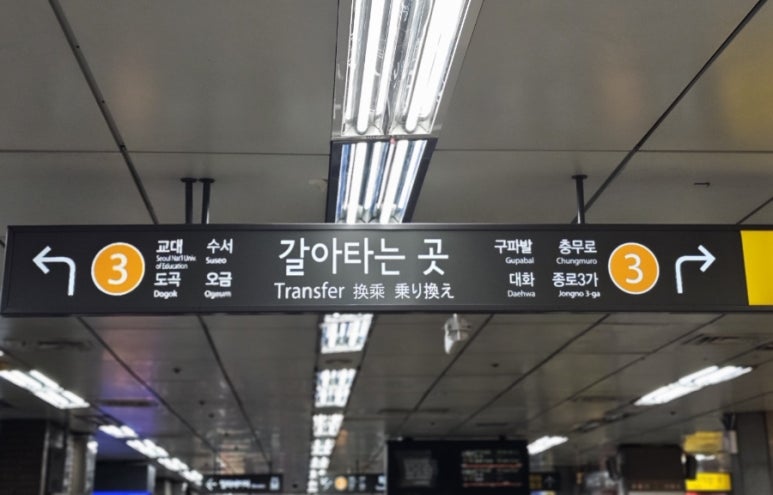 3
교대 수서
Seoul Nat'l Univ. of Education Suseo
도곡 오금
Dogok Ogeum
갈아타는 곳
Transfer 換乘 乗り換え
구파발 충무로
Gupabal Chungmuro
대화 종로3가
Daehwa Jongno 3-ga
3